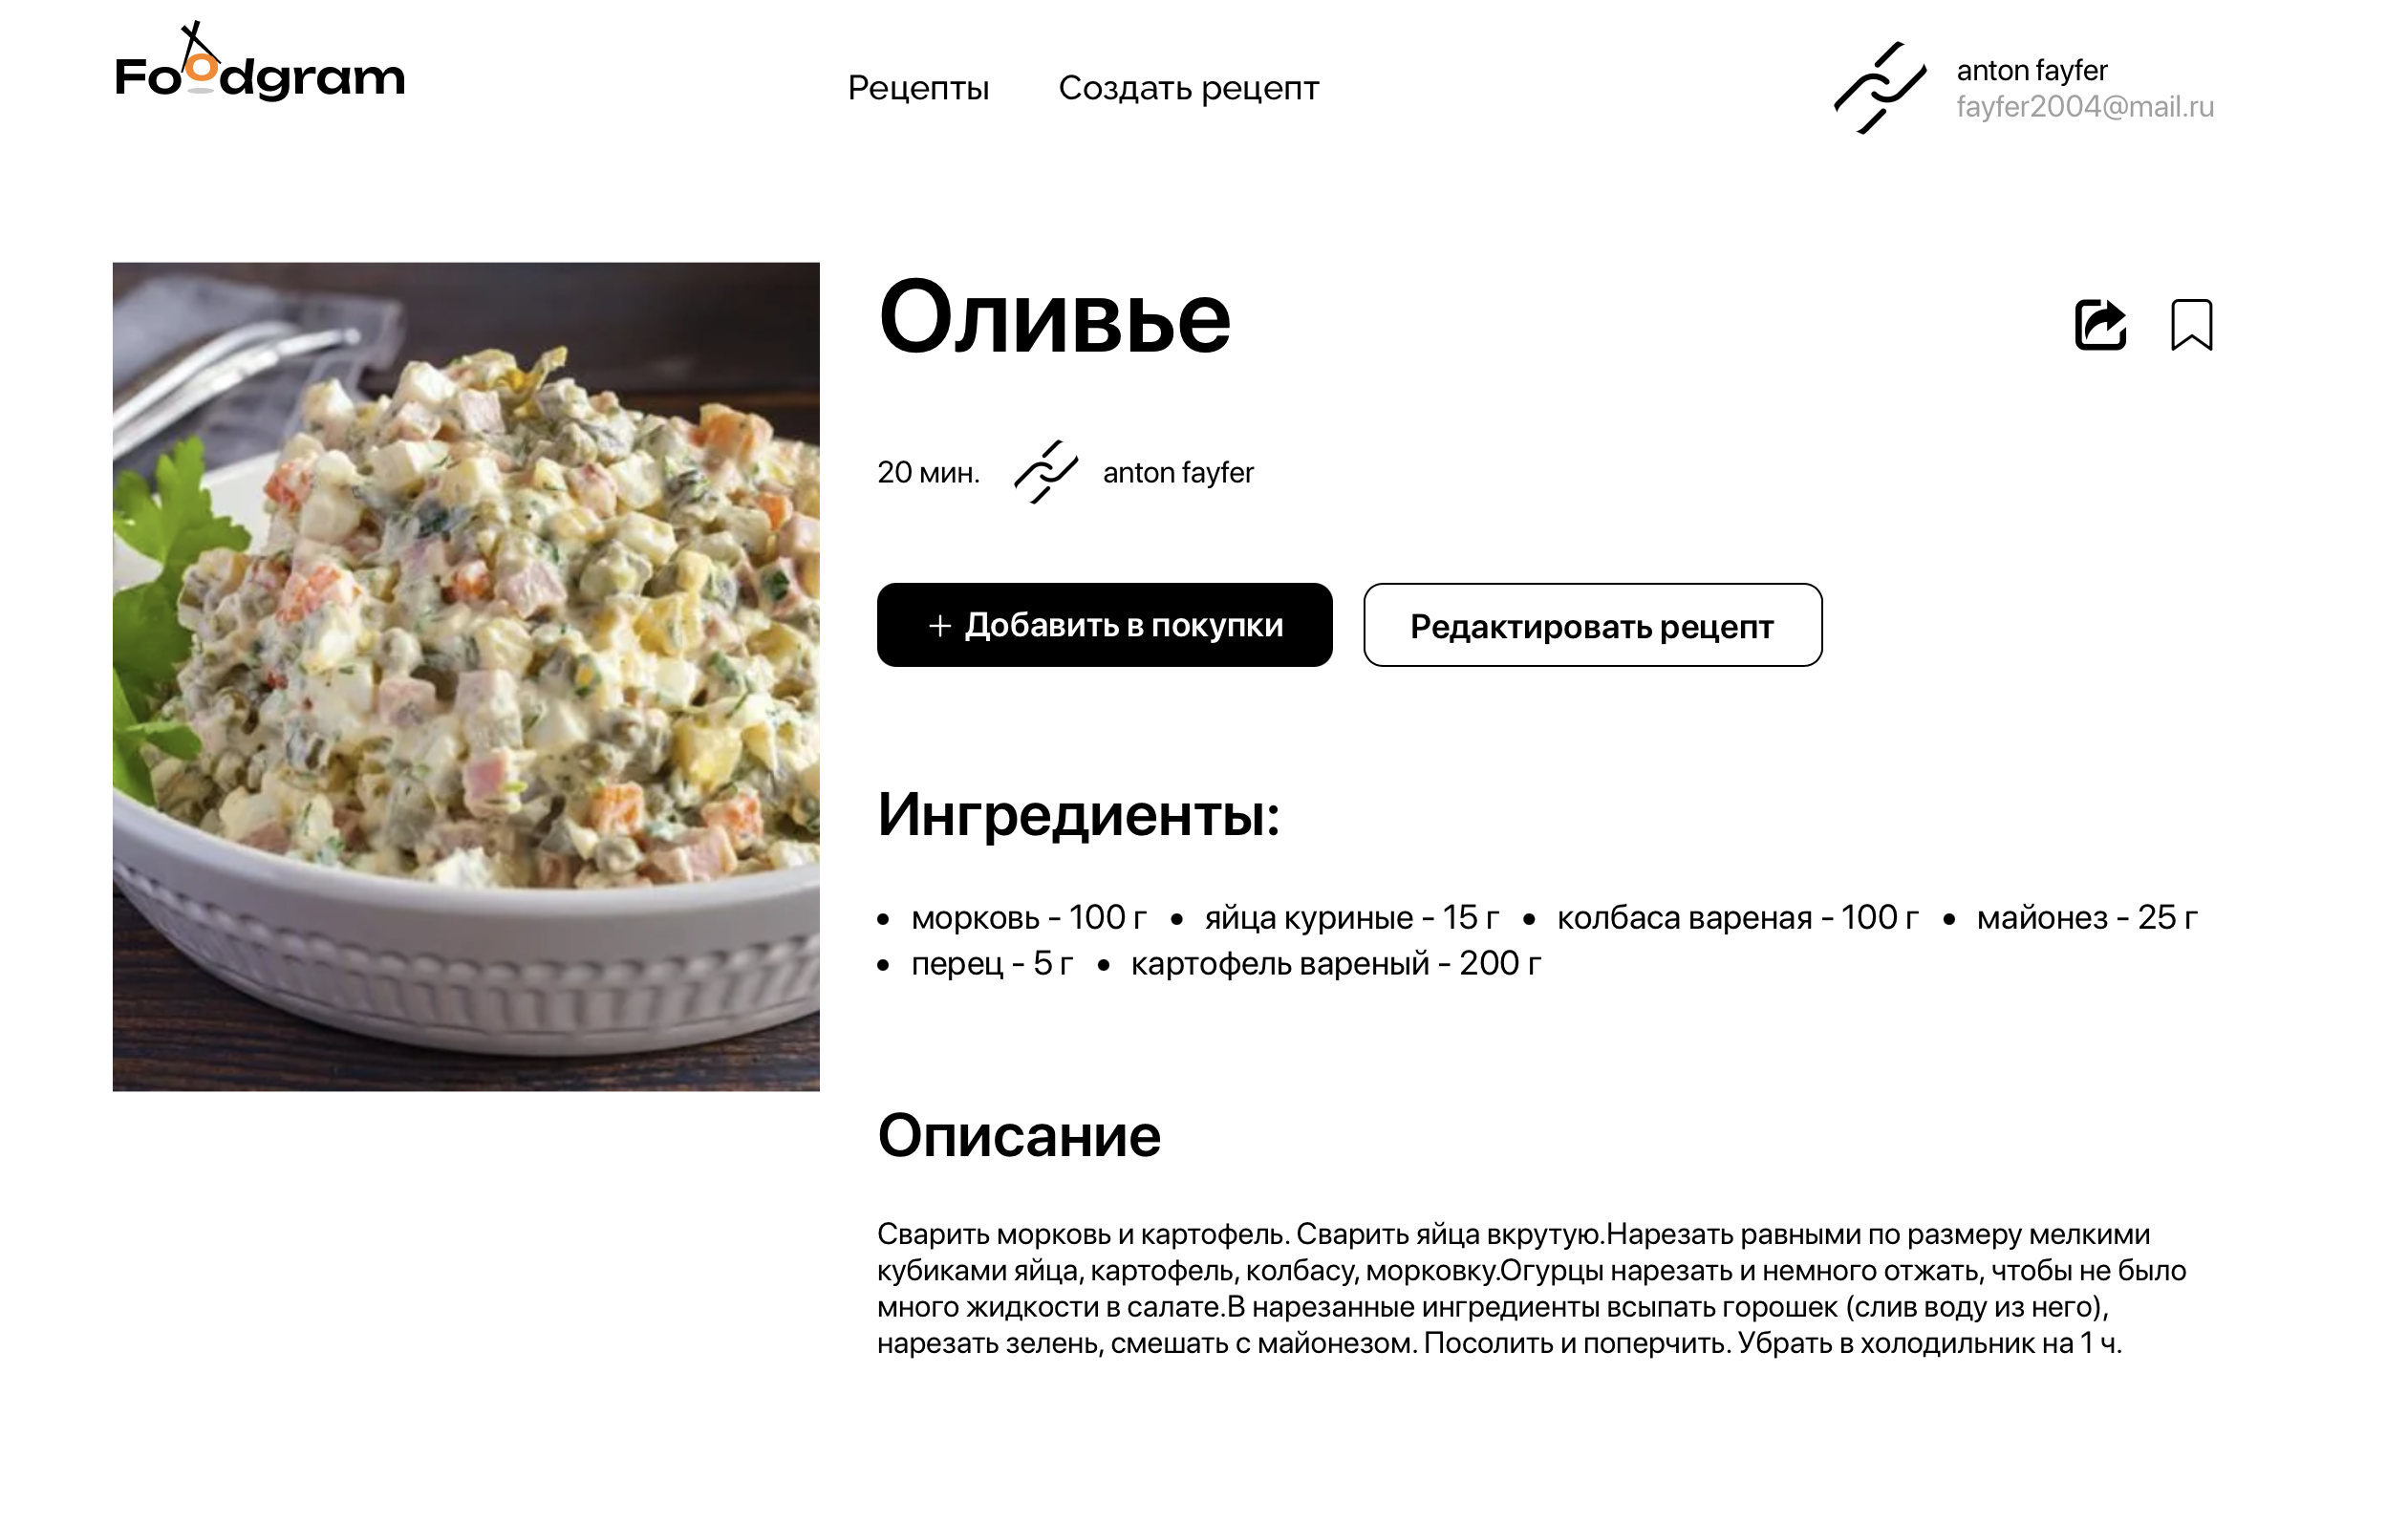 Foodgram
Рецепты Создать рецепт
anton fayfer
fayfer2004@mail.ru
Оливье
20 мин. anton fayfer
+ Добавить в покупки Редактировать рецепт
Ингредиенты:
• морковь - 100 г • яйца куриные - 15 г • колбаса вареная - 100 г • майонез - 25 г
• перец - 5 г • картофель вареный - 200 г
Описание
Сварить морковь и картофель. Сварить яйца вкрутую.Нарезать равными по размеру мелкими
кубиками яйца, картофель, колбасу, морковку.Огурцы нарезать и немного отжать, чтобы не было
много жидкости в салате.В нарезанные ингредиенты всыпать горошек (слив воду из него),
нарезать зелень, смешать с майонезом. Посолить и поперчить. Убрать в холодильник на 1 ч.